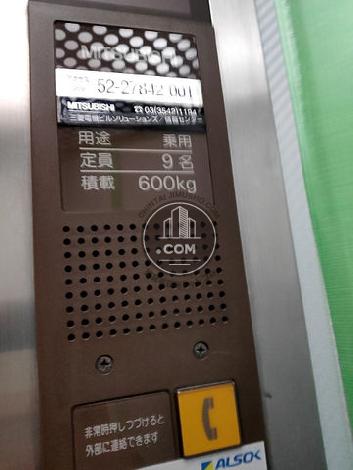 MITSUBISHI
52-27842 001
MITSUBISHI ☎03(3542)1194
三菱電機ビルソリューションズ/情報センター
用途 乗用
定員 9名
積載 600kg
CHINTAIJIMUSHO.COM
.COM
非常時押しつづけると
外部に連絡できます
ALSOK